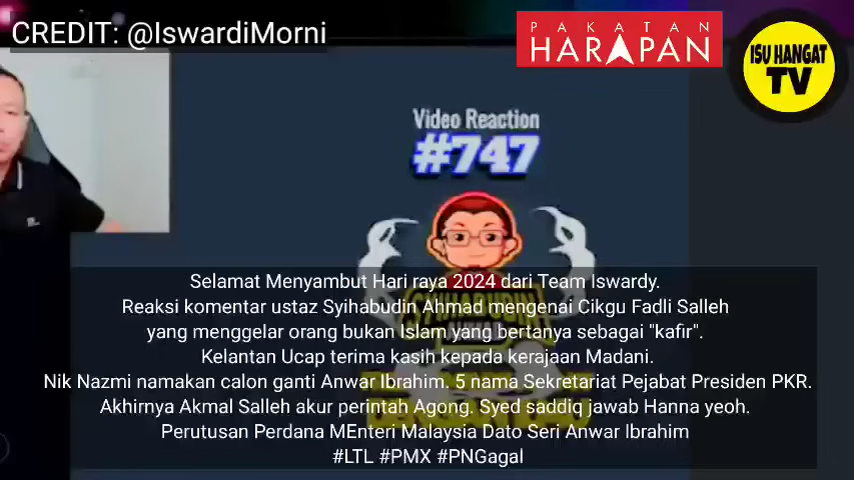 CREDIT: @IswardiMorni
PAKATAN
HARAPAN
ISU HANGAT
TV
Video Reaction
#747
Selamat Menyambut Hari raya 2024 dari Team Iswardy.
Reaksi komentar ustaz Syihabudin Ahmad mengenai Cikgu Fadli Salleh
yang menggelar orang bukan Islam yang bertanya sebagai "kafir".
Kelantan Ucap terima kasih kepada kerajaan Madani.
Nik Nazmi namakan calon ganti Anwar Ibrahim. 5 nama Sekretariat Pejabat Presiden PKR.
Akhirnya Akmal Salleh akur perintah Agong. Syed saddiq jawab Hanna yeoh.
Perutusan Perdana MEnteri Malaysia Dato Seri Anwar Ibrahim
#LTL #PMX #PNGagal